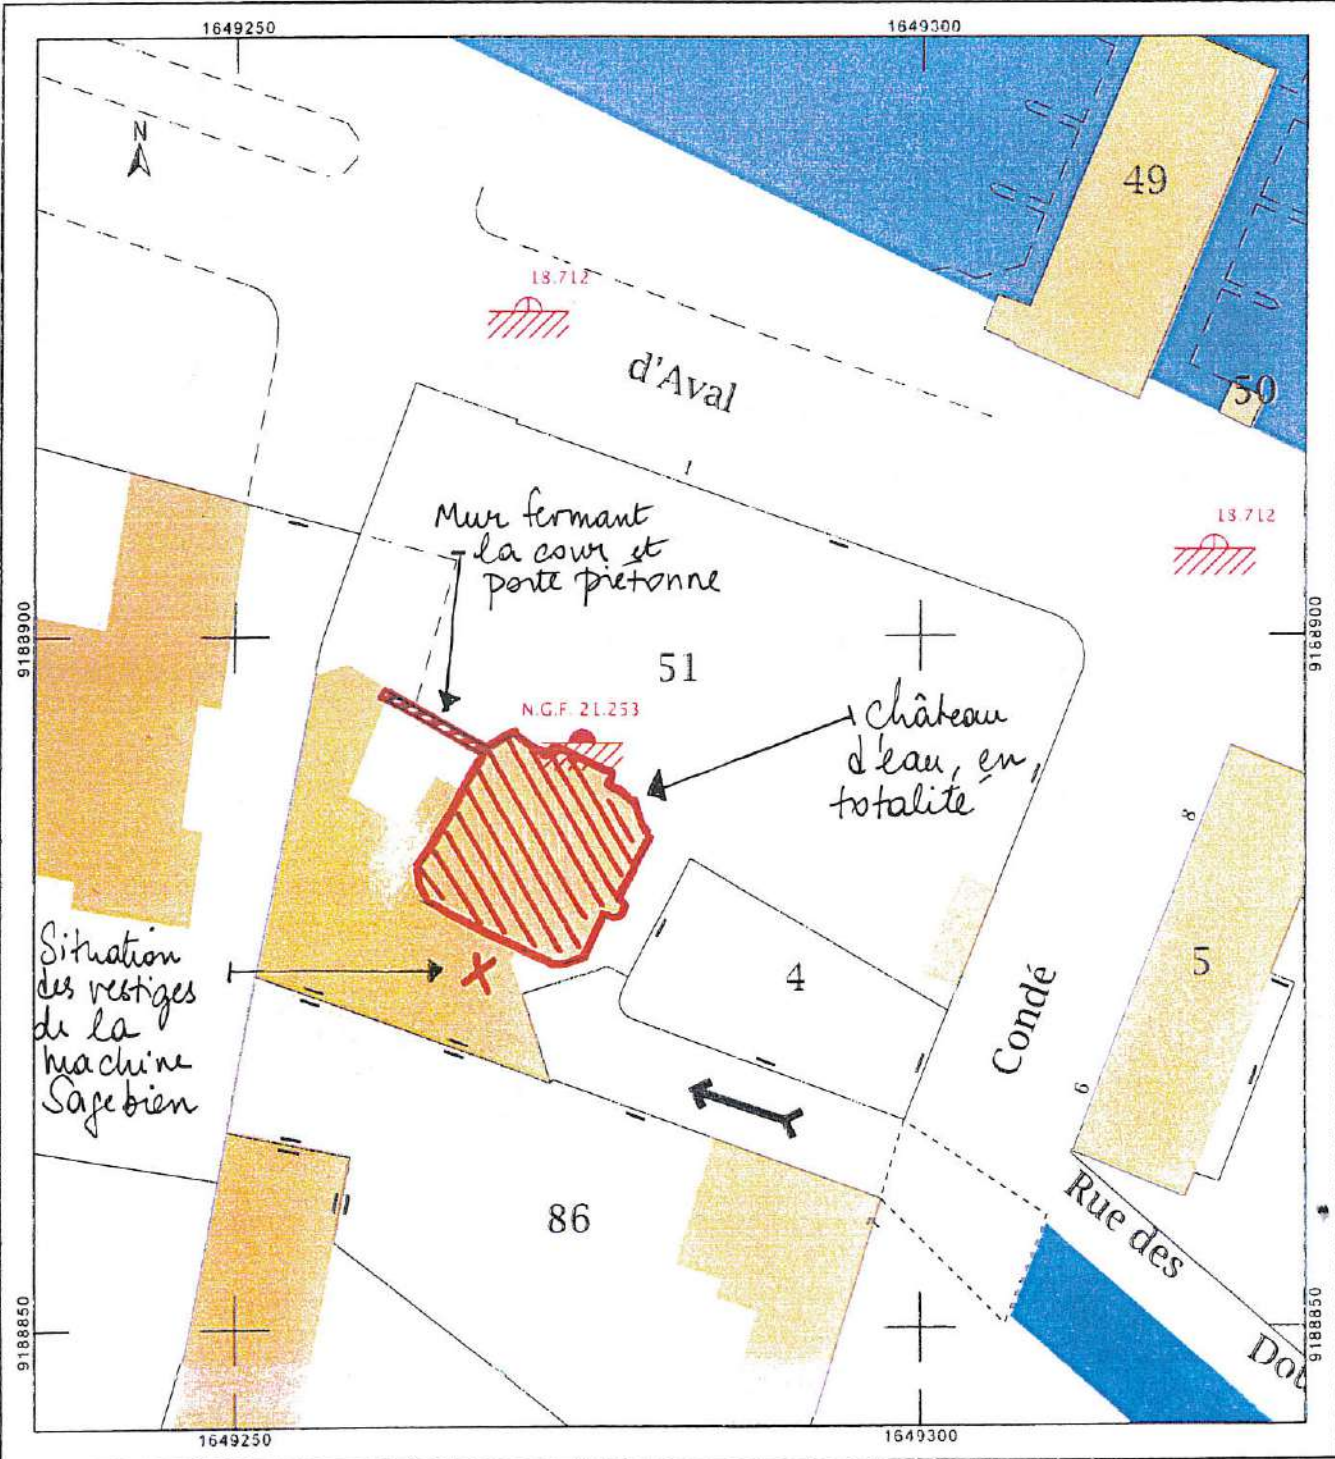 1649250
1649300
N
49
18.712
50
d'Aval
1
18.712
Mur fermant
la cour et
porte piétonne
9188900
9188900
51
N.G.F. 21.253
château
d'eau, en
totalité
8
Situation
des vestiges
de la
machine
Sagebien
4
5
Condé
6
86
Rue des
Dou
9188850
9188850
1649250
1649300